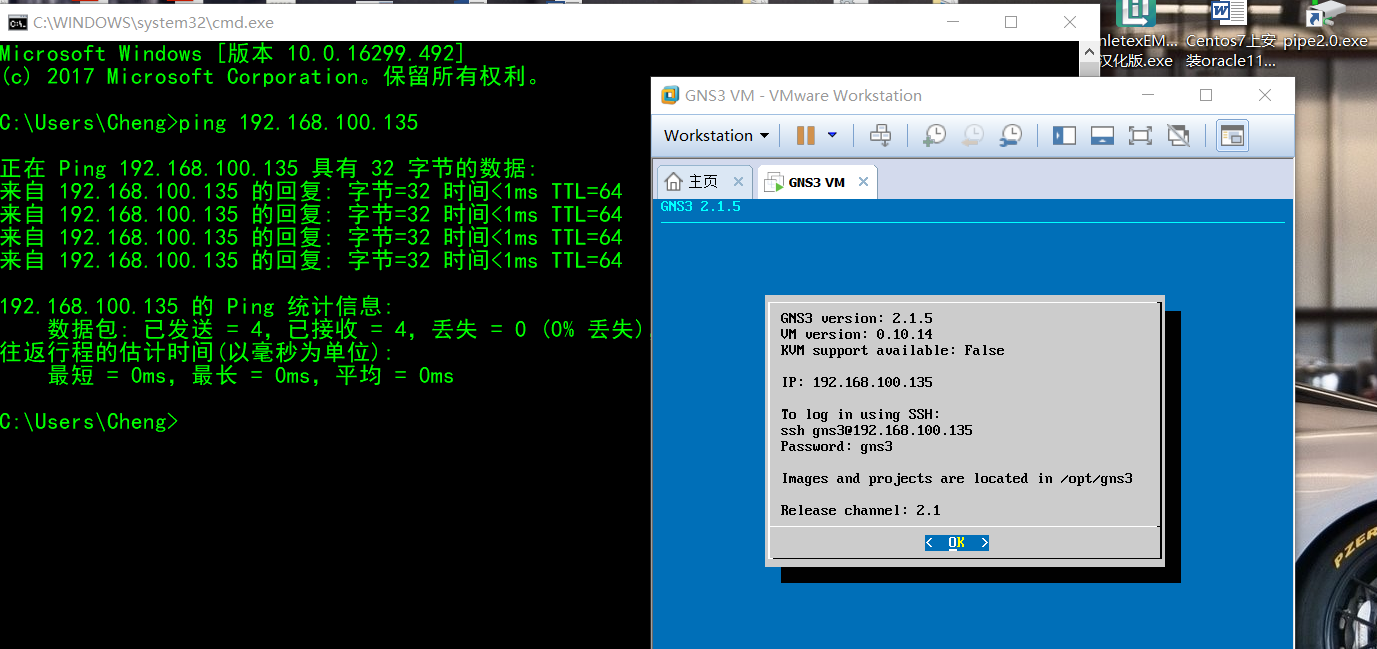 C:\WINDOWS\system32\cmd.exe
Microsoft Windows [版本 10.0.16299.492]
(c) 2017 Microsoft Corporation。保留所有权利。
C:\Users\Cheng>ping 192.168.100.135
正在 Ping 192.168.100.135 具有 32 字节的数据:
来自 192.168.100.135 的回复: 字节=32 时间<1ms TTL=64
来自 192.168.100.135 的回复: 字节=32 时间<1ms TTL=64
来自 192.168.100.135 的回复: 字节=32 时间<1ms TTL=64
来自 192.168.100.135 的回复: 字节=32 时间<1ms TTL=64
192.168.100.135 的 Ping 统计信息:
数据包: 已发送 = 4，已接收 = 4，丢失 = 0 (0% 丢失)，
往返行程的估计时间(以毫秒为单位):
最短 = 0ms，最长 = 0ms，平均 = 0ms
C:\Users\Cheng>
nletexEM... Centos7上安 pipe2.0.exe
汉化版.exe 装oracle11...
GNS3 VM - VMware Workstation
Workstation
主页 GNS3 VM
GNS3 2.1.5
GNS3 version: 2.1.5
VM version: 0.10.14
KVM support available: False
IP: 192.168.100.135
To log in using SSH:
ssh gns3@192.168.100.135
Password: gns3
Images and projects are located in /opt/gns3
Release channel: 2.1
< OK >
PZER